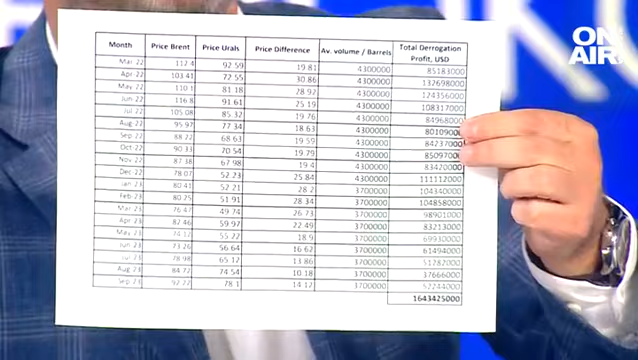 ON
AIR
Month Price Brent Price Urals Price Difference Av. volume / Barrels Total Derrogation Profit, USD
Mar 22 112.4 92.59 19.81 4300000 85183000
Apr 22 103.41 72.55 30.86 4300000 132698000
May 22 110.1 81.18 28.92 4300000 124356000
Jun 22 116.8 91.61 25.19 4300000 108317000
Jul 22 105.08 85.32 19.76 4300000 84968000
Aug 22 95.97 77.34 18.63 4300000 80109000
Sep 22 88.22 68.63 19.59 4300000 84237000
Oct 22 90.33 70.54 19.79 4300000 85097000
Nov 22 87.38 67.98 19.4 4300000 83420000
Dec 22 78.07 52.23 25.84 4300000 111112000
Jan 23 80.41 52.21 28.2 3700000 104340000
Feb 23 80.25 51.91 28.34 3700000 104858000
Mar 23 76.47 49.74 26.73 3700000 98901000
Apr 23 82.46 59.97 22.49 3700000 83213000
May 23 74.12 55.22 18.9 3700000 69930000
Jun 23 73.26 56.64 16.62 3700000 61494000
Jul 23 78.98 65.12 13.86 3700000 51282000
Aug 23 84.72 74.54 10.18 3700000 37666000
Sep 23 78.1 14.12 3700000 52244000
1643425000